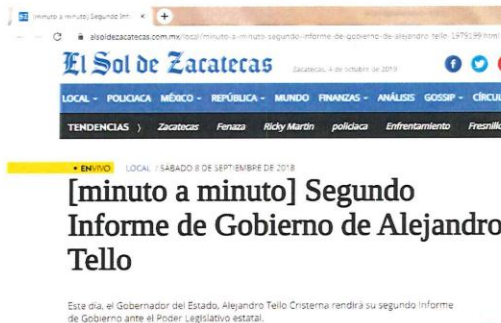 [minuto a minuto] Segundo Inf
alsoldezacatecas.com.mx/local/minuto-a-minuto-segundo-informe-de-gobierno-de-alejandro-tello-1979199.html
El Sol de Zacatecas
Zacatecas, 4 de octubre de
LOCAL MÉXICO REPÚBLICA MUNDO FINANZAS ANÁLISIS GOSSIP CÍRCUL
POLICIACA
TENDENCIAS ) Zacatecas Fenaza Ricky Martin policiaca Enfrentamiento Fresnillo
• ENVIVO LOCAL / SÁBADO 8 DE SEPTIEMBRE DE 2018
[minuto a minuto] Segundo
Informe de Gobierno de Alejandro
Tello
Este día, el Gobernador del Estado, Alejandro Tello Cristerna rendirá su segundo Informe
de Gobierno ante el Poder Legislativo estatal.